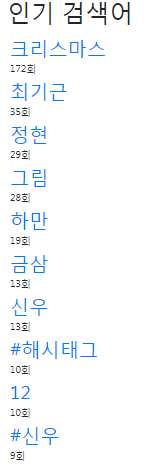 인기 검색어
크리스마스
172회
최기근
35회
정현
29회
그림
28회
하만
19회
금삼
13회
신우
13회
#해시태그
10회
12
10회
#신우
9회